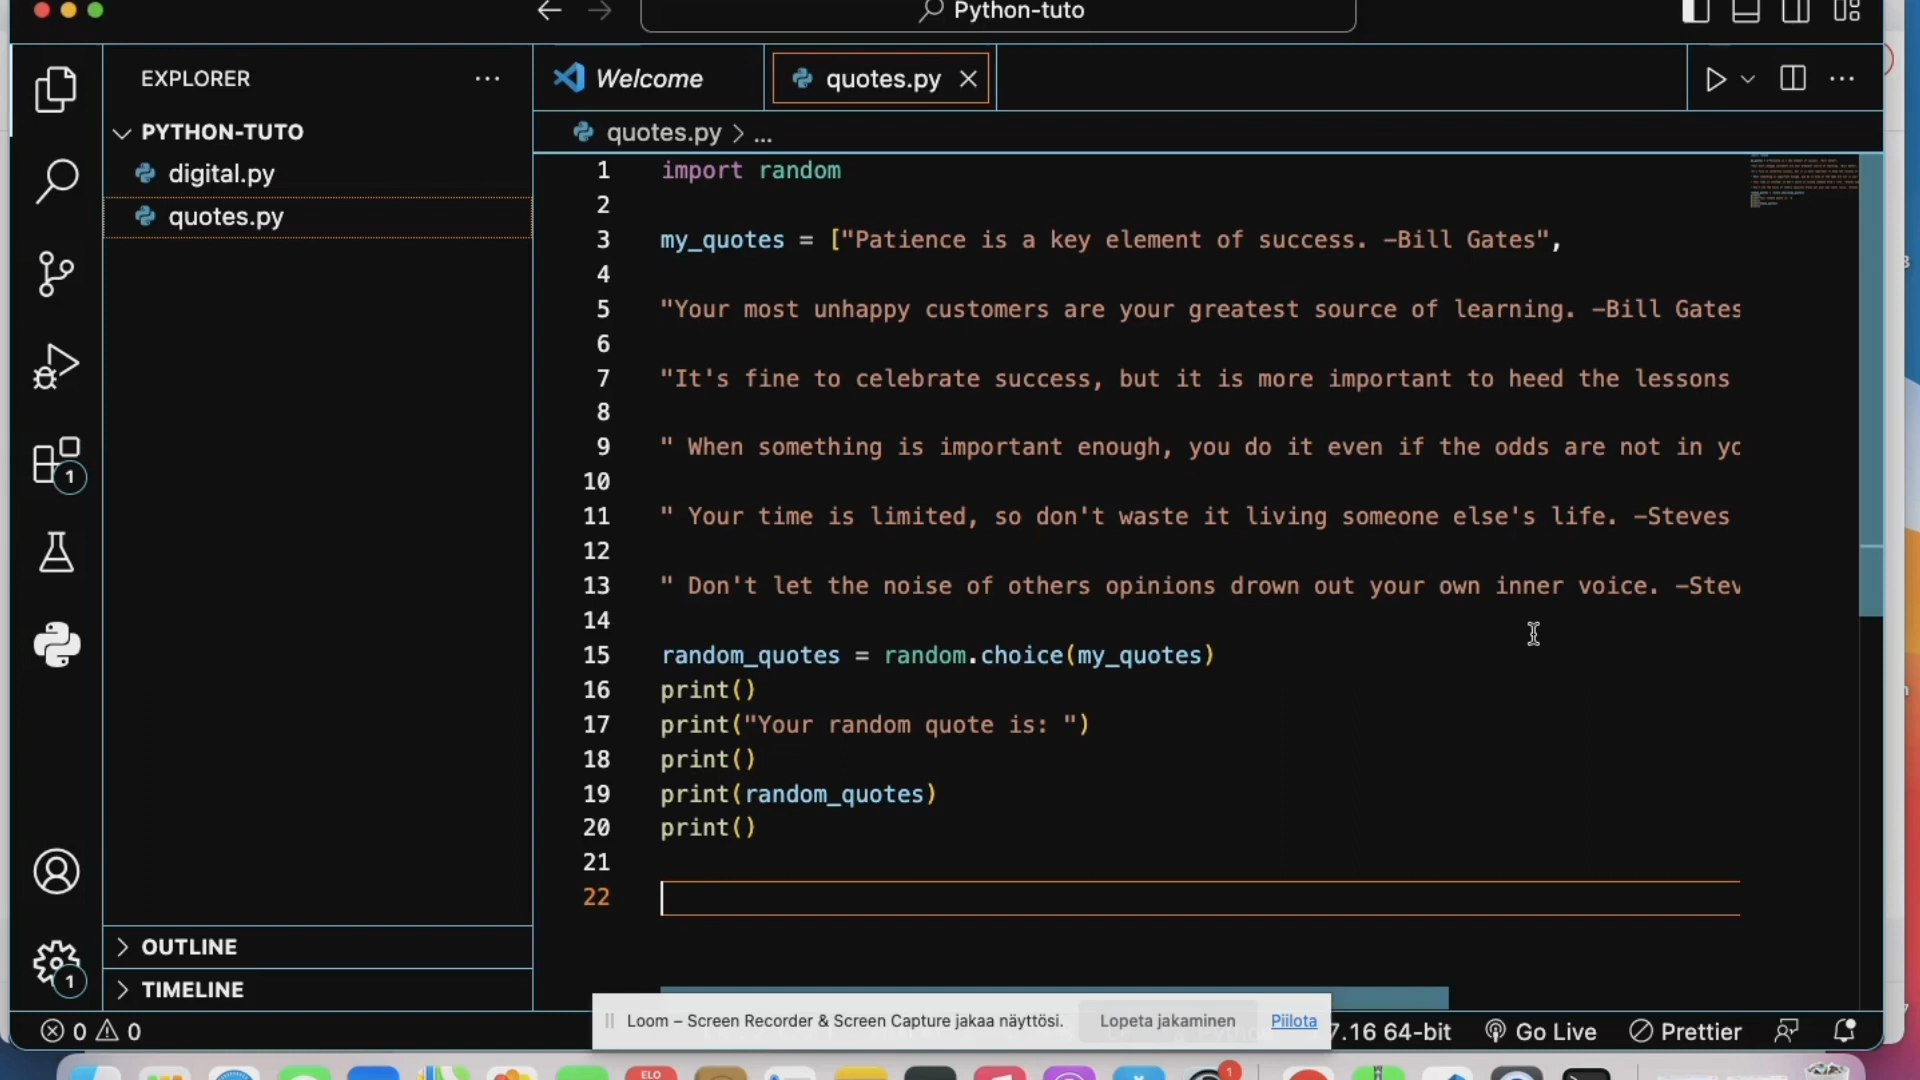 Python-tuto
EXPLORER
PYTHON-TUTO
digital.py
quotes.py
OUTLINE
TIMELINE
Welcome
quotes.py
quotes.py > ...
1 import random
2
3 my_quotes = ["Patience is a key element of success. -Bill Gates",
4
5 "Your most unhappy customers are your greatest source of learning. -Bill Gates
6
7 "It's fine to celebrate success, but it is more important to heed the lessons
8
9 " When something is important enough, you do it even if the odds are not in yo
10
11 " Your time is limited, so don't waste it living someone else's life. -Steves
12
13 " Don't let the noise of others opinions drown out your own inner voice. -Stev
14
15 random_quotes = random.choice(my_quotes)
16 print()
17 print("Your random quote is: ")
18 print()
19 print(random_quotes)
20 print()
21
22
1
1
Loom – Screen Recorder & Screen Capture jakaa näyttösi.
Lopeta jakaminen
Piilota
0 0
7.16 64-bit
Go Live
Prettier
ELO
1